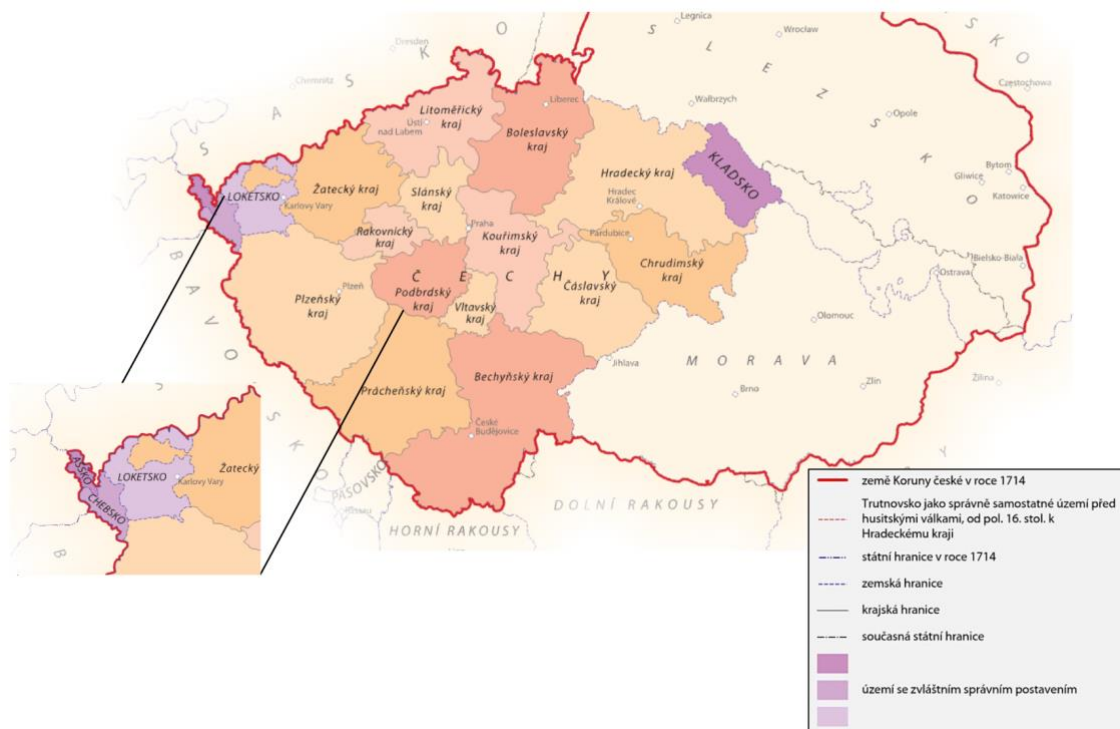 Legnica
Wrocław
Dresden
Chemnitz
S A S K O
S L E Z S K O
Częstochowa
Wałbrzych
Opole
Liberec
Litoměřický
kraj
Ústí
nad Labem
Boleslavský
kraj
Hradecký kraj
KLADSKO
Bytom
Gliwice
Katowice
LOKETSKO
Karlovy Vary
Žatecký kraj
Slánský
kraj
Hradec
Králové
Praha
Rakovnický
kraj
Kouřimský
kraj
Pardubice
Chrudimský
kraj
Bielsko-Biala
Ostrava
Č E C H Y
Plzeň
Plzeňský
kraj
Podbrdský
kraj
Vltavský
kraj
Čáslavský
kraj
Olomouc
B A V O R S K O
Jihlava
M O R A V A
Bechyňský kraj
Prácheňský kraj
Brno
Zlín
Žilina
České
Budějovice
PASOVSKO
Passau
DOLNÍ RAKOUSY
HORNÍ RAKOUSY
AŠSKO
CHEBSKO
LOKETSKO
Karlovy Vary
Žatecký
B
země Koruny české v roce 1714
Trutnovsko jako správně samostatné území před
husitskými válkami, od pol. 16. stol. k
Hradeckému kraji
státní hranice v roce 1714
zemská hranice
krajská hranice
současná státní hranice
území se zvláštním správním postavením